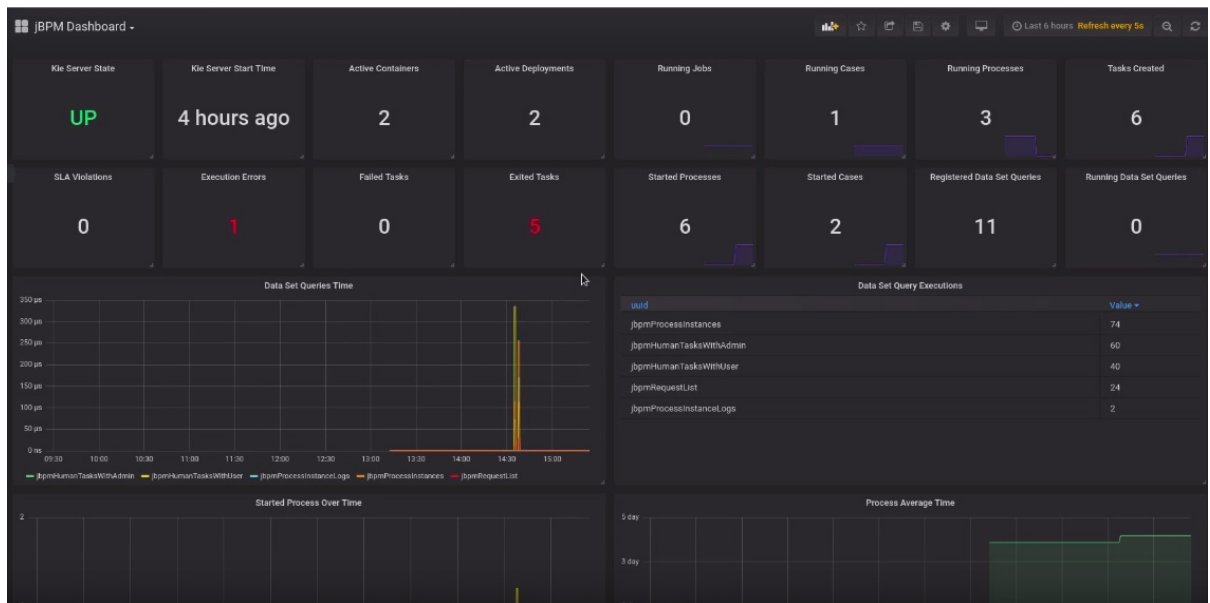 jBPM Dashboard
Last 6 hours Refresh every 5s
Kie Server State
UP
Kie Server Start Time
4 hours ago
Active Containers
2
Active Deployments
2
Running Jobs
0
Running Cases
1
Running Processes
3
Tasks Created
6
SLA Violations
0
Execution Errors
1
Failed Tasks
0
Exited Tasks
5
Started Processes
6
Started Cases
2
Registered Data Set Queries
11
Running Data Set Queries
0
Data Set Queries Time
350 µs
300 µs
250 µs
200 µs
150 µs
100 µs
50 µs
0 ns
09:30 10:00 10:30 11:00 11:30 12:00 12:30 13:00 13:30 14:00 14:30 15:00
jbpmHumanTasksWithAdmin jbpmHumanTasksWithUser jbpmProcessInstanceLogs jbpmProcessInstances jbpmRequestList
Data Set Query Executions
uuid Value
jbpmProcessInstances 74
jbpmHumanTasksWithAdmin 60
jbpmHumanTasksWithUser 40
jbpmRequestList 24
jbpmProcessInstanceLogs 2
Started Process Over Time
2
Process Average Time
5 day
3 day